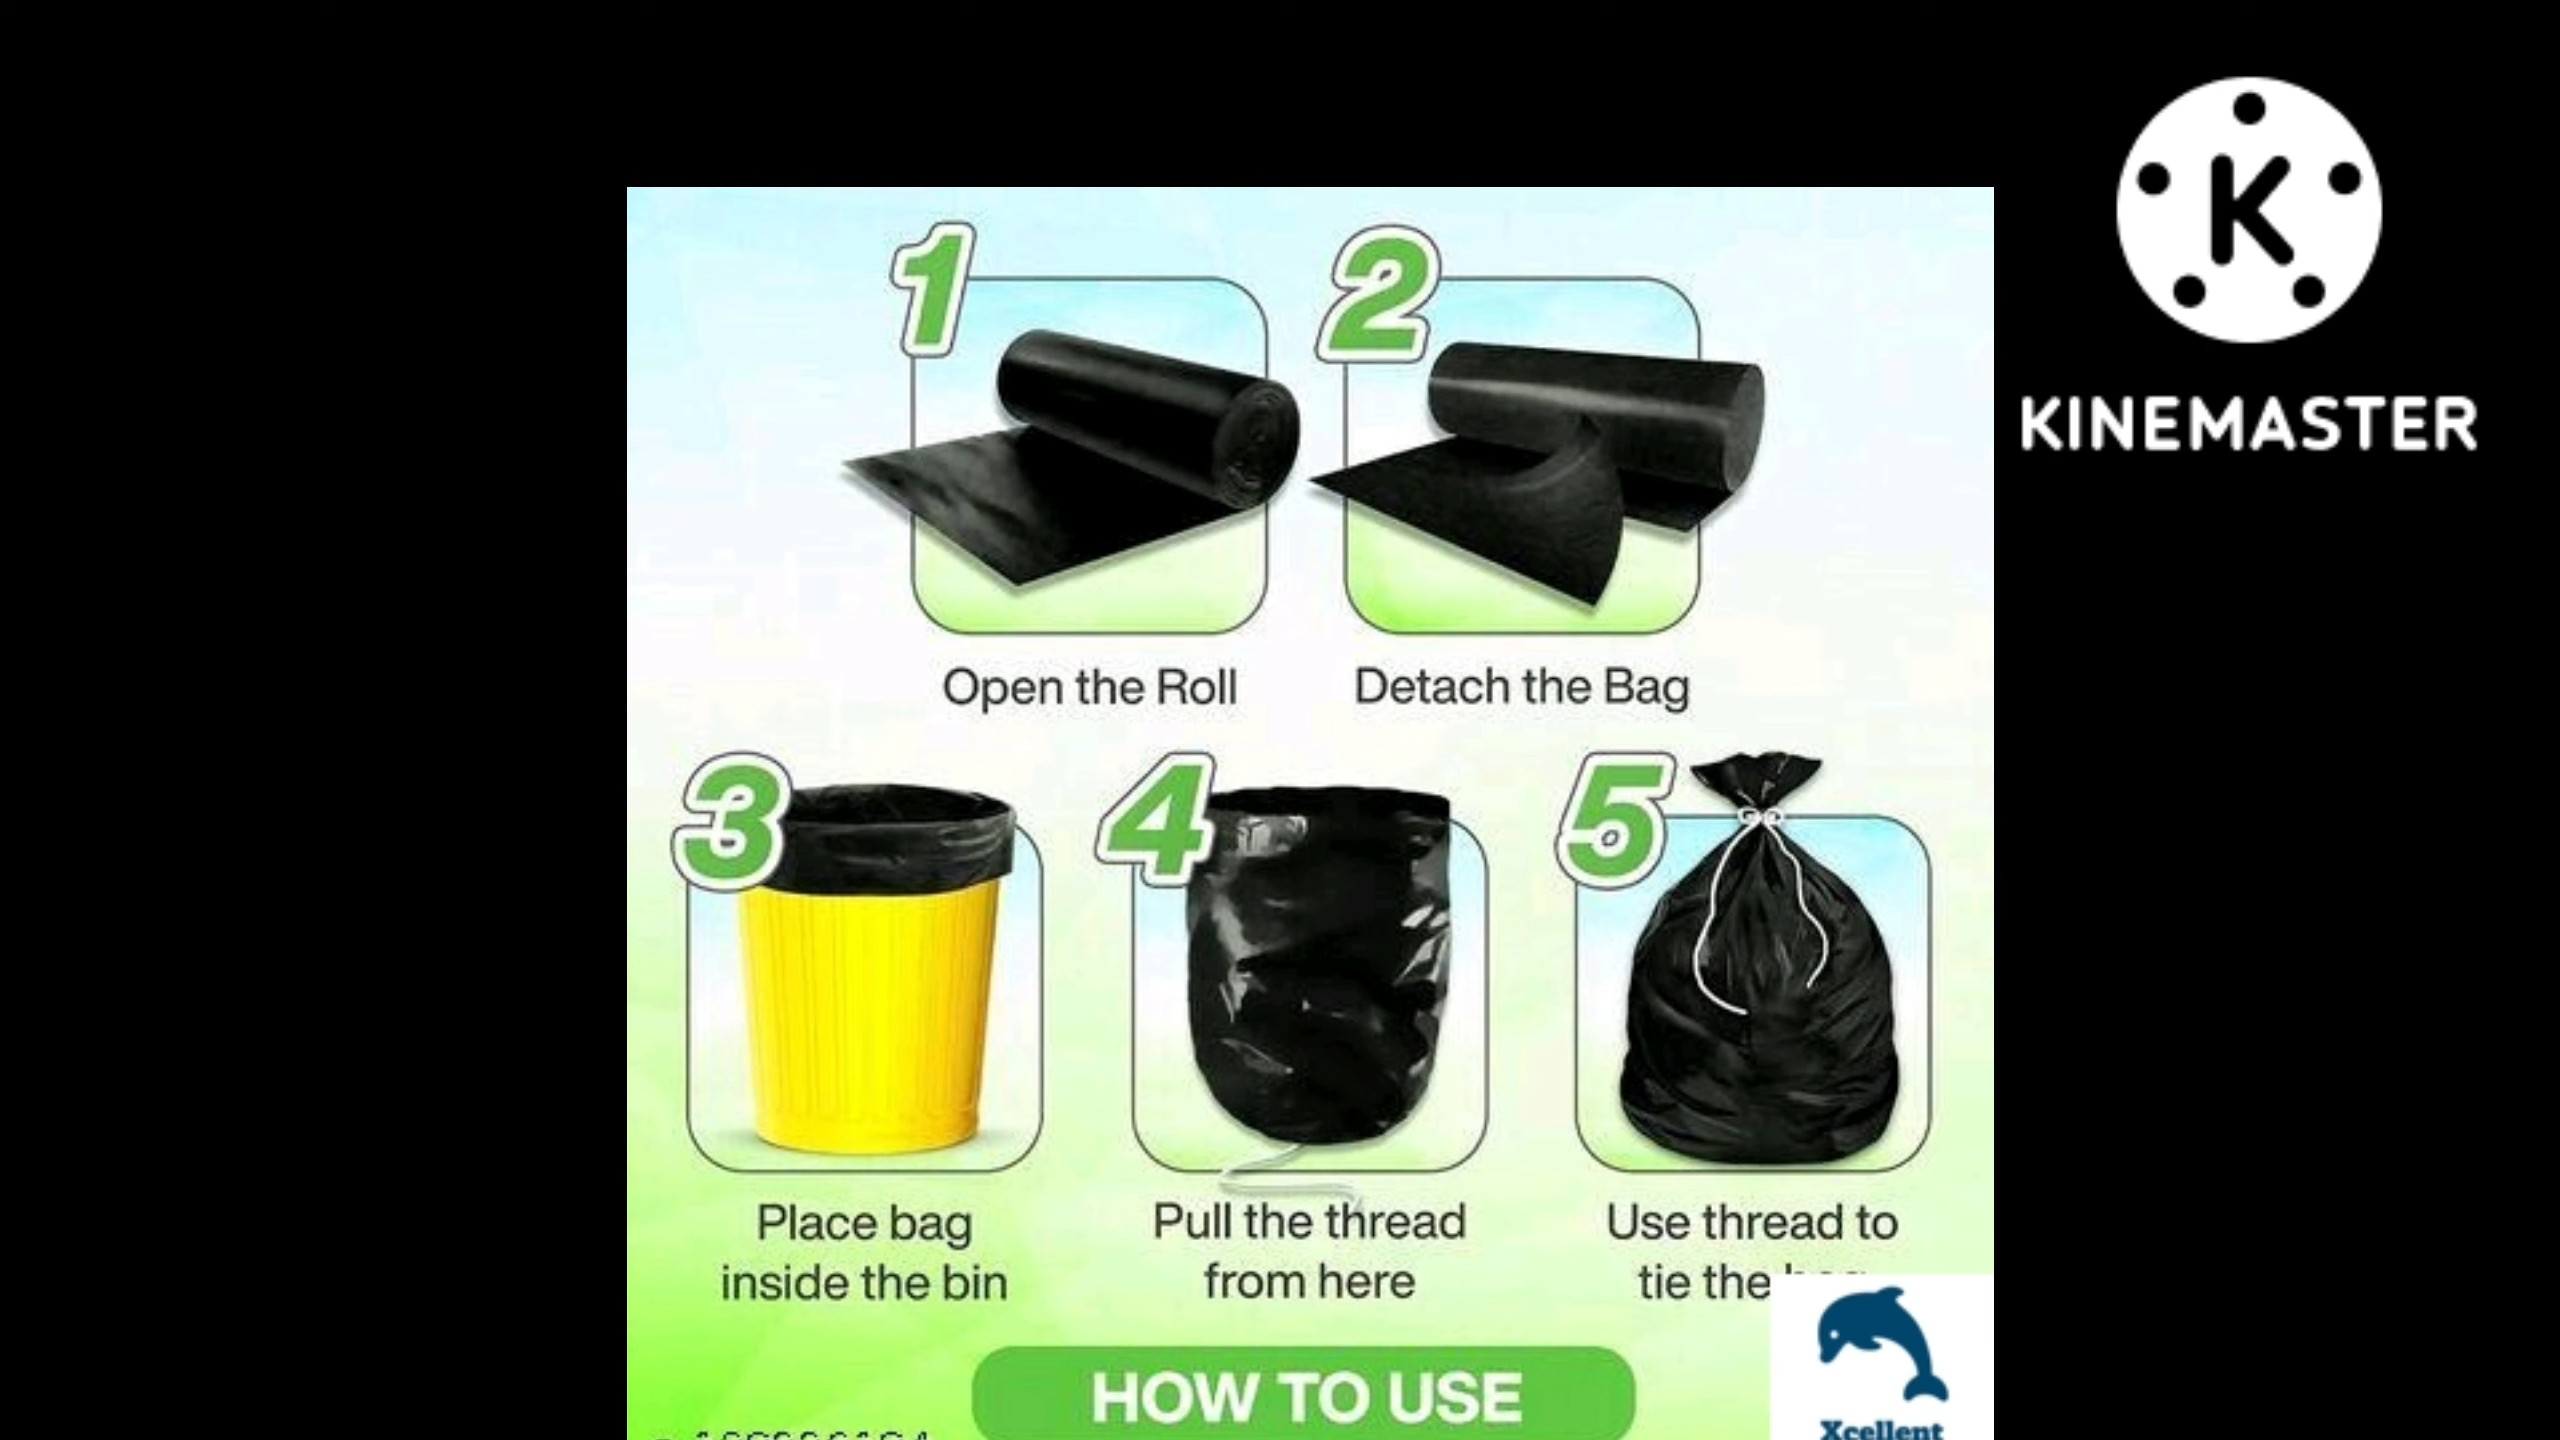 K
KINEMASTER
1
2
Open the Roll
Detach the Bag
3
4
5
Place bag
inside the bin
Pull the thread
from here
Use thread to
tie the
HOW TO USE
Xcellent